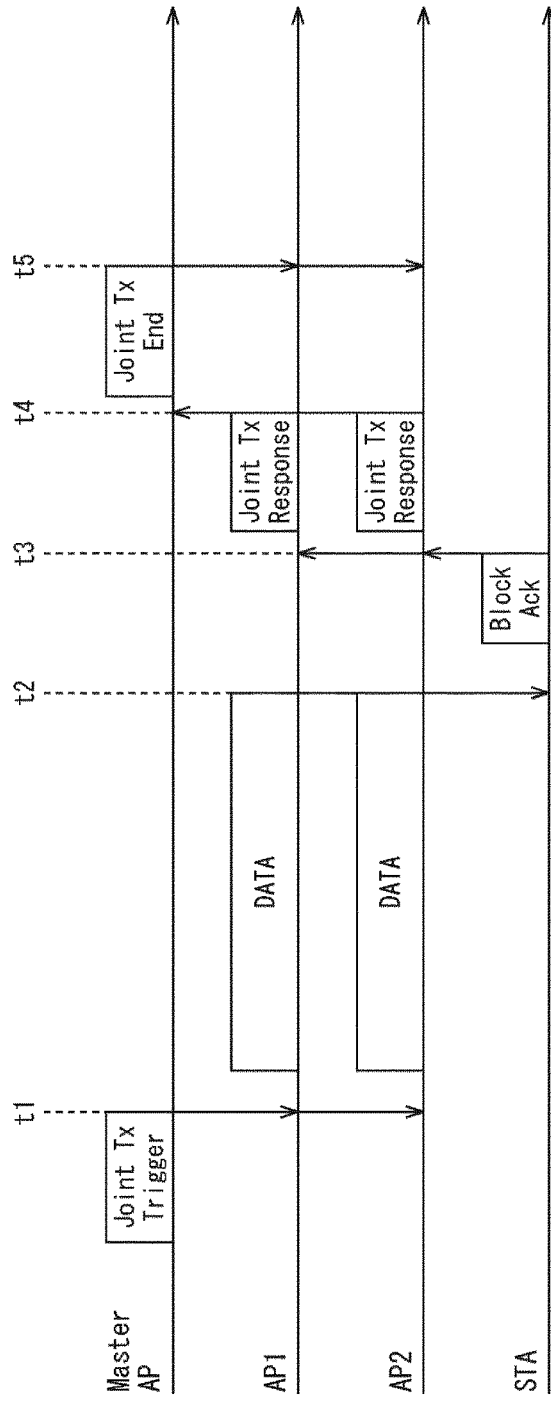 t1
t2
t3
t4
t5
Master
AP
Joint Tx
Trigger
Joint Tx
End
AP1
DATA
Joint Tx
Response
AP2
DATA
Joint Tx
Response
STA
Block
Ack